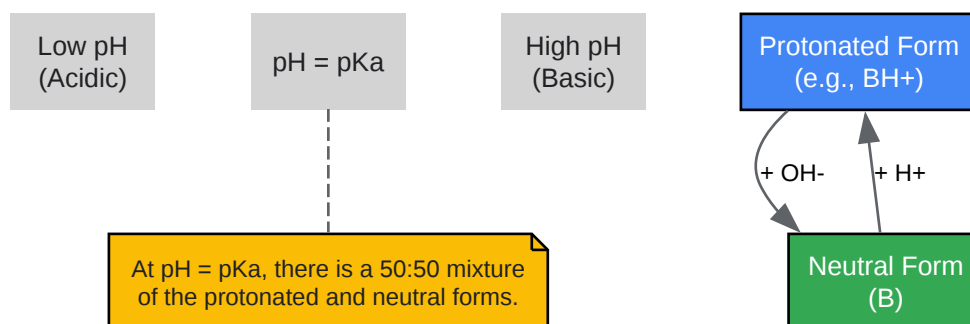 Low pH
(Acidic)
pH = pKa
High pH
(Basic)
Protonated Form
(e.g., BH+)
+ OH-
+ H+
At pH = pKa, there is a 50:50 mixture
of the protonated and neutral forms.
Neutral Form
(B)